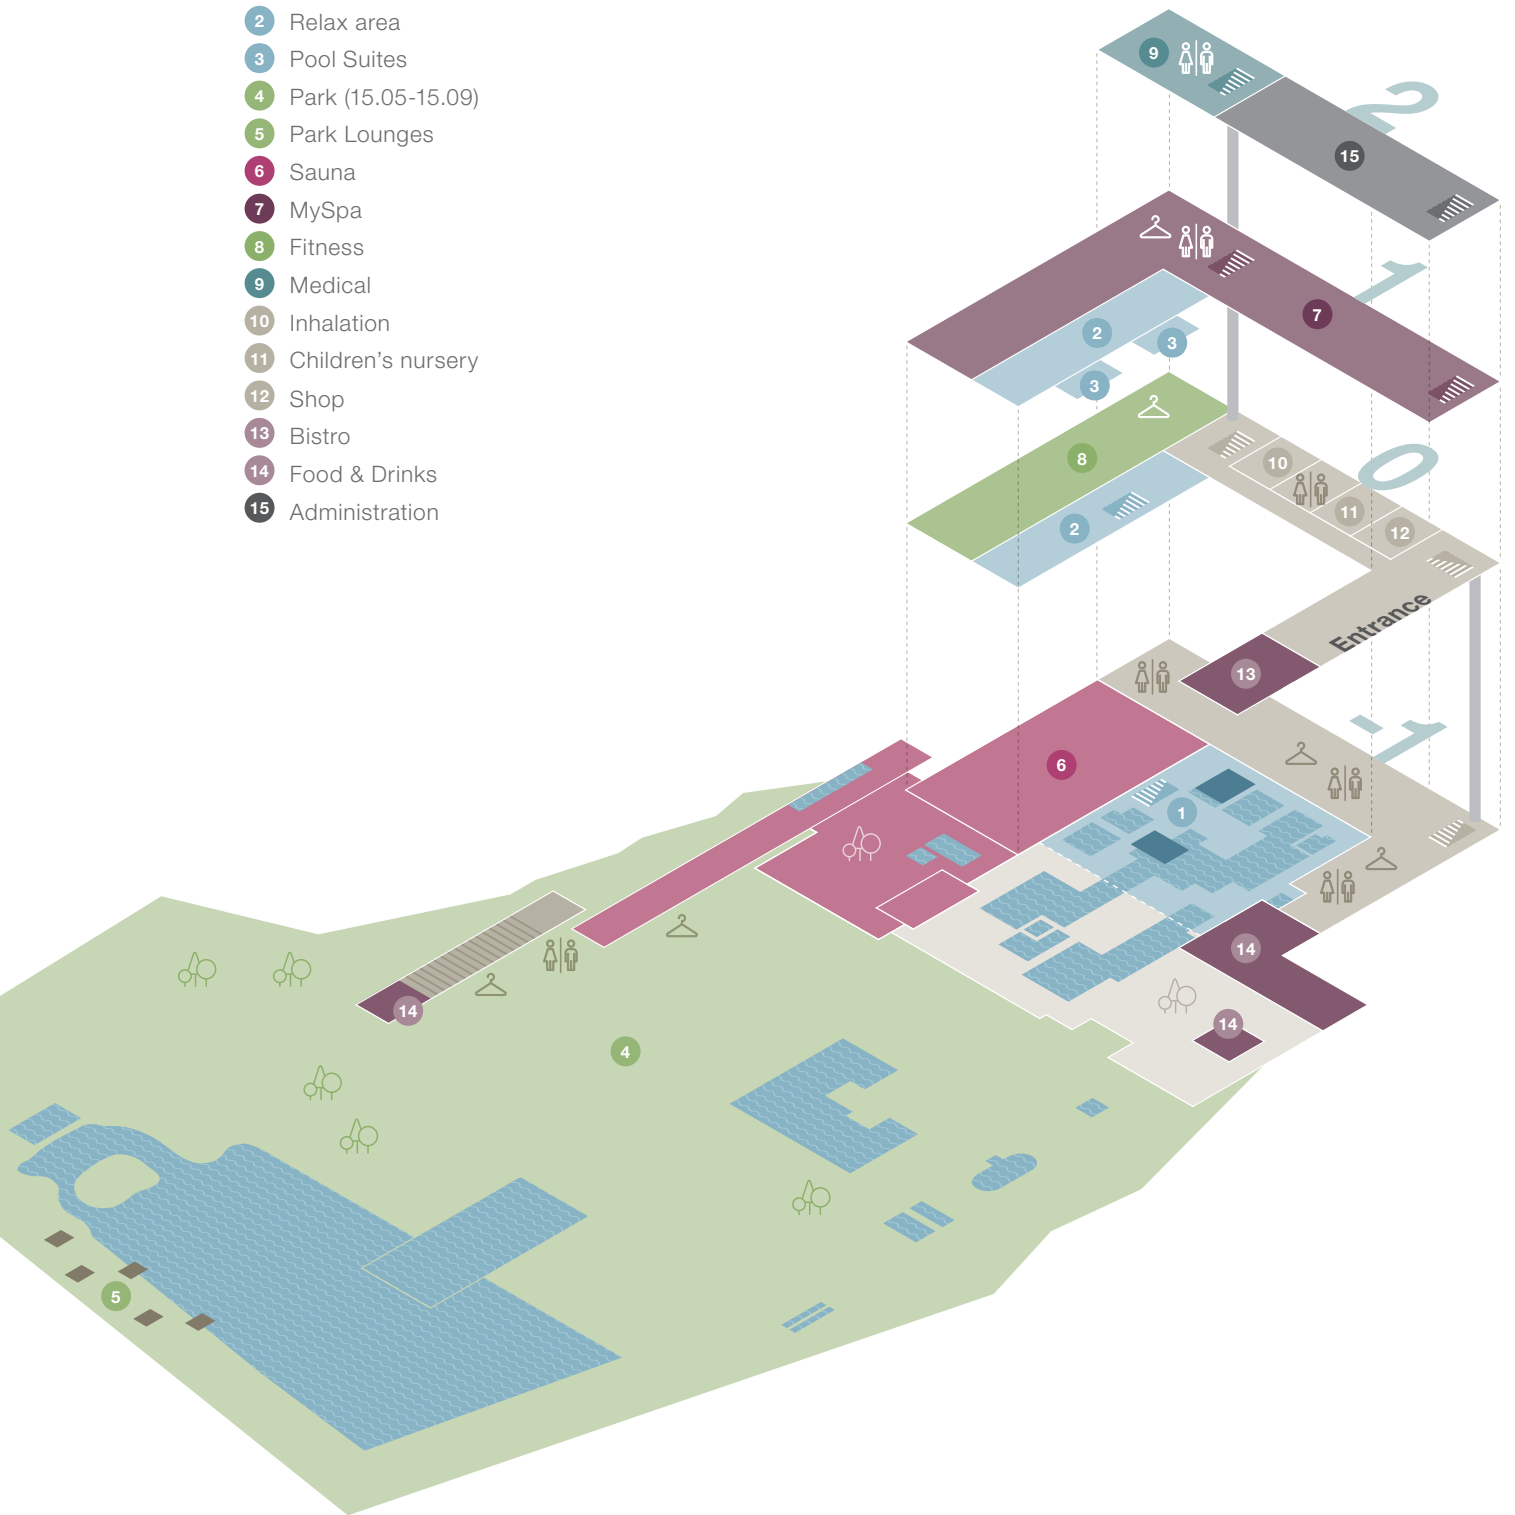 2 Relax area
3 Pool Suites
4 Park (15.05-15.09)
5 Park Lounges
6 Sauna
7 MySpa
8 Fitness
9 Medical
10 Inhalation
11 Children's nursery
12 Shop
13 Bistro
14 Food & Drinks
15 Administration
9
2
15
1
7
2
3
3
0
8
10
11
12
2
Entrance
13
-1
6
1
14
14
14
4
5